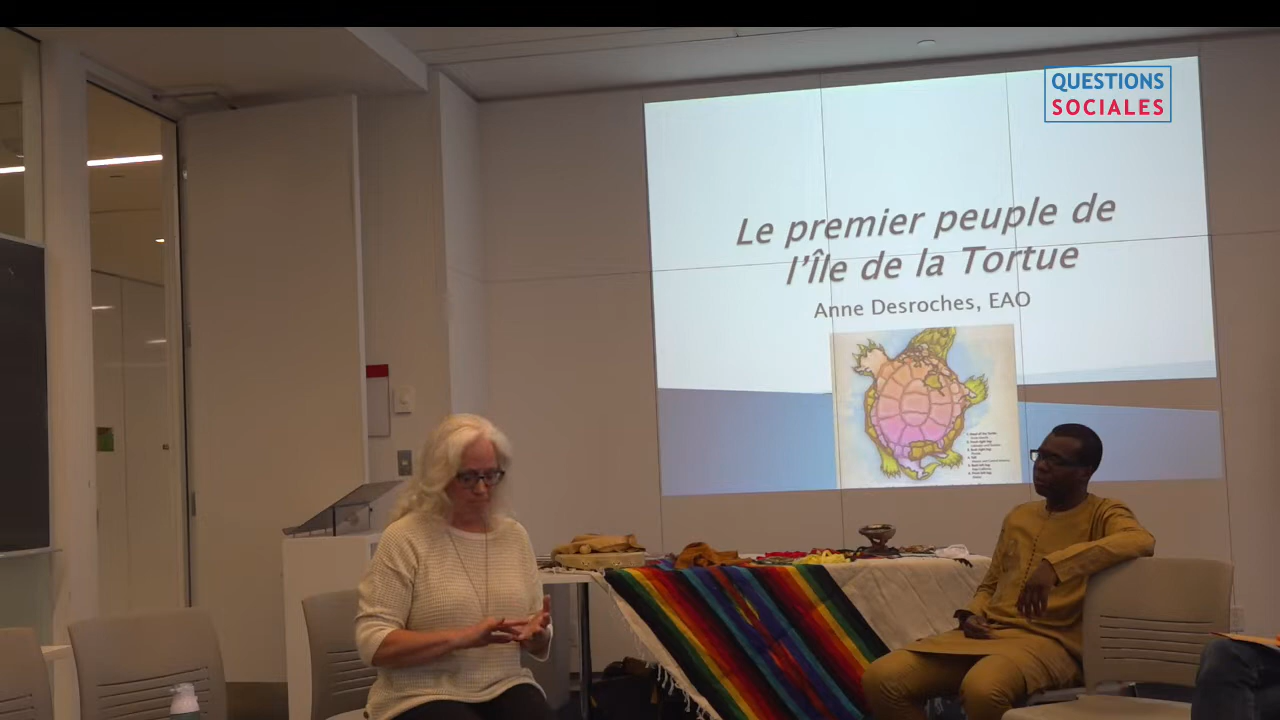 QUESTIONS
SOCIALES
Le premier peuple de
l'Île de la Tortue
Anne Desroches, EAO